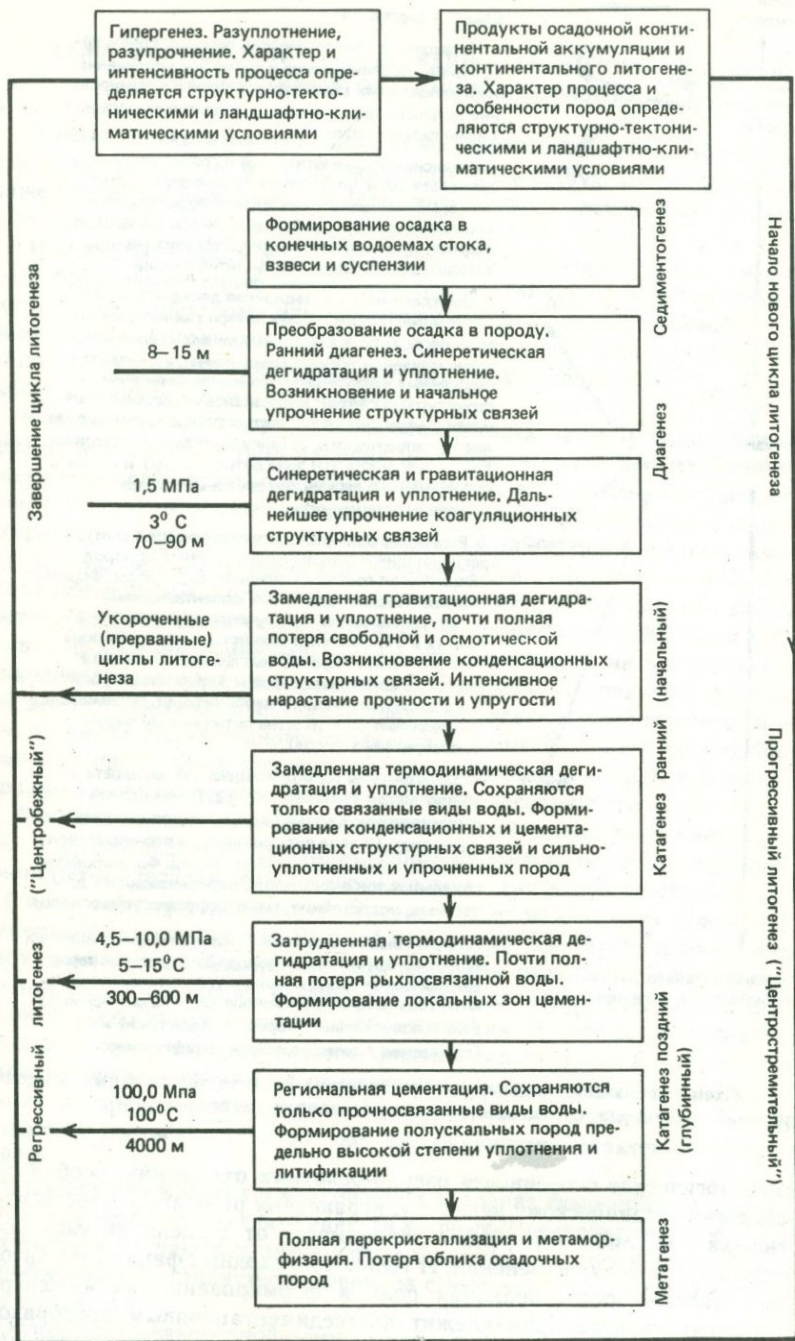 Гипергенез. Разуплотнение,
разупрочнение. Характер и
интенсивность процесса опре-
деляется структурно-текто-
ническими и ландшафтно-кли-
матическими условиями
Продукты осадочной конти-
нентальной аккумуляции и
континентального литогене-
за. Характер процесса и
особенности пород опреде-
ляются структурно-тектони-
ческими и ландшафтно-кли-
матическими условиями
Формирование осадка в
конечных водоемах стока,
взвеси и суспензии
Седиментогенез
Начало нового цикла литогенеза
Завершение цикла литогенеза
8–15 м
Преобразование осадка в породу.
Ранний диагенез. Синеретическая
дегидратация и уплотнение.
Возникновение и начальное
упрочнение структурных связей
Диагенез
1,5 МПа
3° С
70–90 м
Синеретическая и гравитационная
дегидратация и уплотнение. Даль-
нейшее упрочнение коагуляционных
структурных связей
Укороченные
(прерванные)
циклы литоге-
неза
Замедленная гравитационная дегидра-
тация и уплотнение, почти полная
потеря свободной и осмотической
воды. Возникновение конденсационных
структурных связей. Интенсивное
нарастание прочности и упругости
Катагенез ранний (начальный)
Замедленная термодинамическая деги-
дратация и уплотнение. Сохраняются
только связанные виды воды. Форми-
рование конденсационных и цемента-
ционных структурных связей и сильно-
уплотненных и упрочненных пород
Регрессивный литогенез ("Центробежный")
Прогрессивный литогенез ("Центростремительный")
4,5–10,0 МПа
5–15°С
300–600 м
Затрудненная термодинамическая де-
гидратация и уплотнение. Почти пол-
ная потеря рыхлосвязанной воды.
Формирование локальных зон цемен-
тации
Катагенез поздний
(глубинный)
100,0 Мпа
100°С
4000 м
Региональная цементация. Сохраняются
только прочносвязанные виды воды.
Формирование полускальных пород пре-
дельно высокой степени уплотнения и
литификации
Полная перекристаллизация и метамор-
физация. Потеря облика осадочных
пород
Метагенез